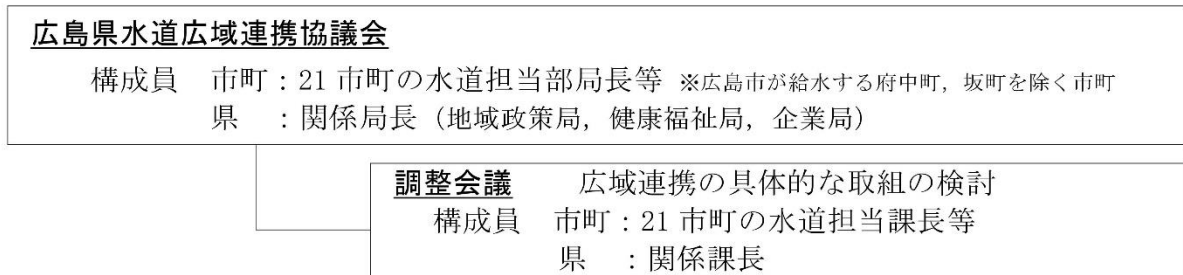 広島県水道広域連携協議会
構成員 市町:21 市町の水道担当部局長等 ※広島市が給水する府中町,坂町を除く市町
県 :関係局長(地域政策局,健康福祉局,企業局)
調整会議 広域連携の具体的な取組の検討
構成員 市町:21 市町の水道担当課長等
県 :関係課長